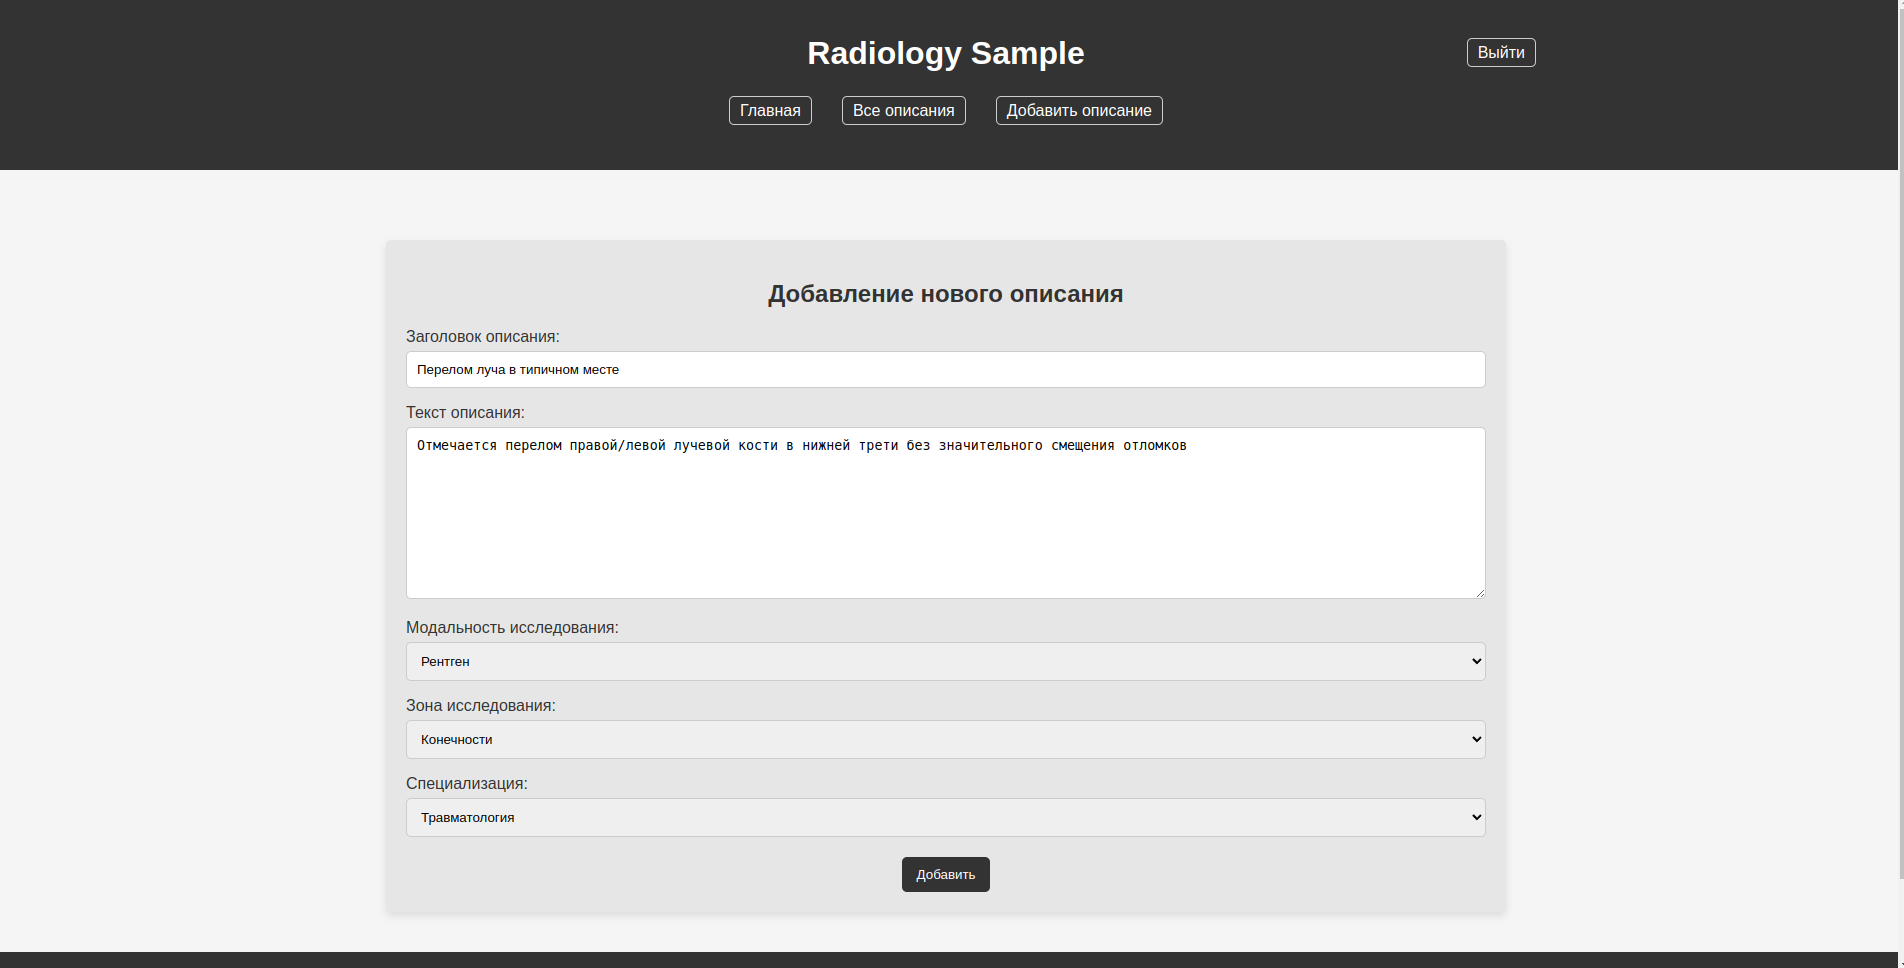 Radiology Sample
Выйти
Главная
Все описания
Добавить описание
Добавление нового описания
Заголовок описания:
Перелом луча в типичном месте
Текст описания:
Отмечается перелом правой/левой лучевой кости в нижней трети без значительного смещения отломков
Модальность исследования:
Рентген
Зона исследования:
Конечности
Специализация:
Травматология
Добавить